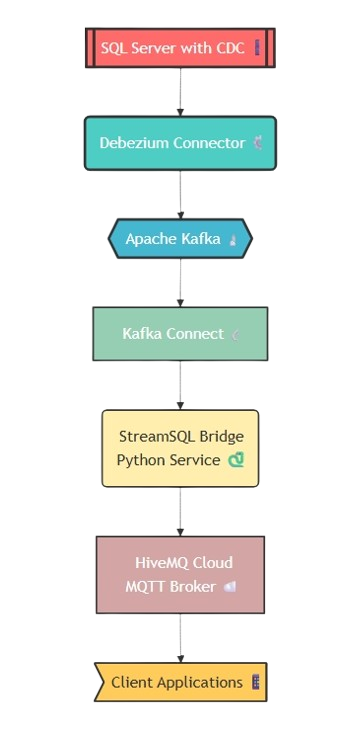 SQL Server with CDC
Debezium Connector
Apache Kafka
Kafka Connect
StreamSQL Bridge
Python Service
HiveMQ Cloud
MQTT Broker
Client Applications